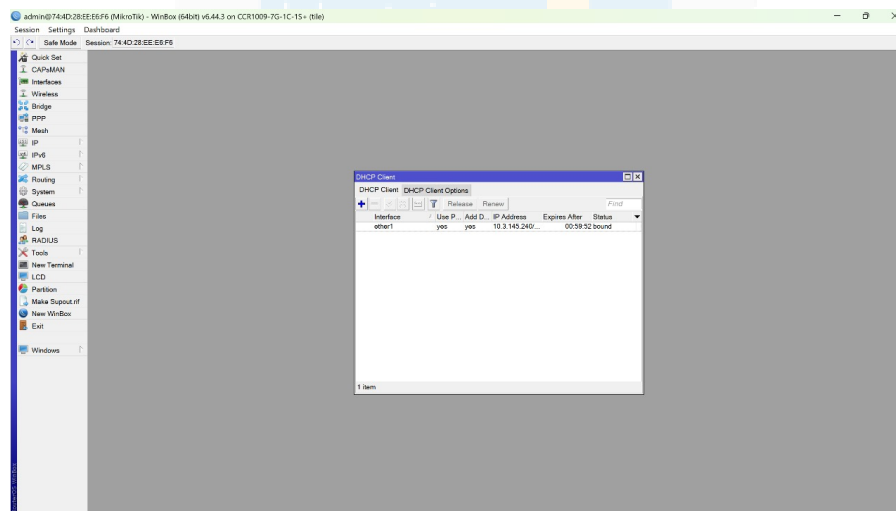 admin@74:4D:28:EE:E6:F6 (MikroTik) - WinBox (64bit) v6.44.3 on CCR1009-7G-1C-1S+ (tile)
Session Settings Dashboard
Safe Mode Session: 74:4D:28:EE:E6:F6
Quick Set
CAPsMAN
Interfaces
Wireless
Bridge
PPP
Mesh
IP
IPv6
MPLS
Routing
System
Queues
Files
Log
RADIUS
Tools
New Terminal
LCD
Partition
Make Supout.rif
New WinBox
Exit
Windows
DHCP Client
DHCP Client DHCP Client Options
Release Renew Find
Interface Use P... Add D... IP Address Expires After Status
ether1 yes yes 10.3.145.240/... 00:59:52 bound
1 item
RouterOS WinBox